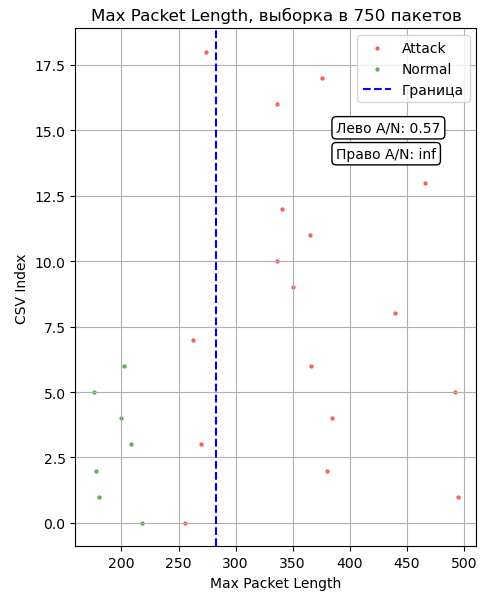 Max Packet Length, выборка в 750 пакетов
Attack
Normal
Граница
Лево A/N: 0.57
Право A/N: inf
17.5
15.0
12.5
10.0
7.5
5.0
2.5
0.0
CSV Index
200
250
300
350
400
450
500
Max Packet Length